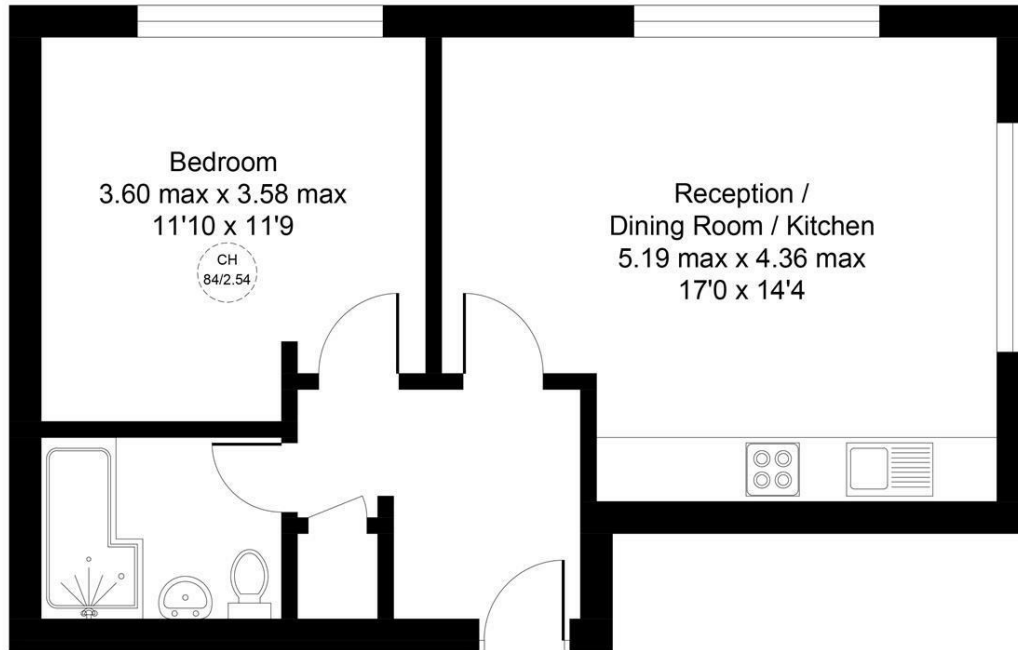 Bedroom
3.60 max x 3.58 max
11'10 x 11'9
CH
84/2.54
Reception /
Dining Room / Kitchen
5.19 max x 4.36 max
17'0 x 14'4